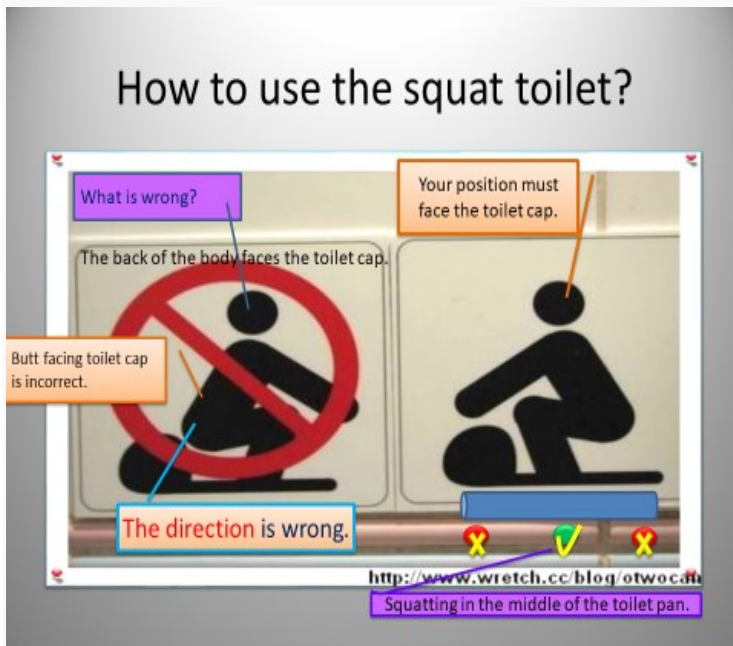 How to use the squat toilet?
What is wrong?
Your position must
face the toilet cap.
The back of the body faces the toilet cap.
Butt facing toilet cap
is incorrect.
The direction is wrong.
http://www.wretch.cc/blog/otwocan
Squatting in the middle of the toilet pan.